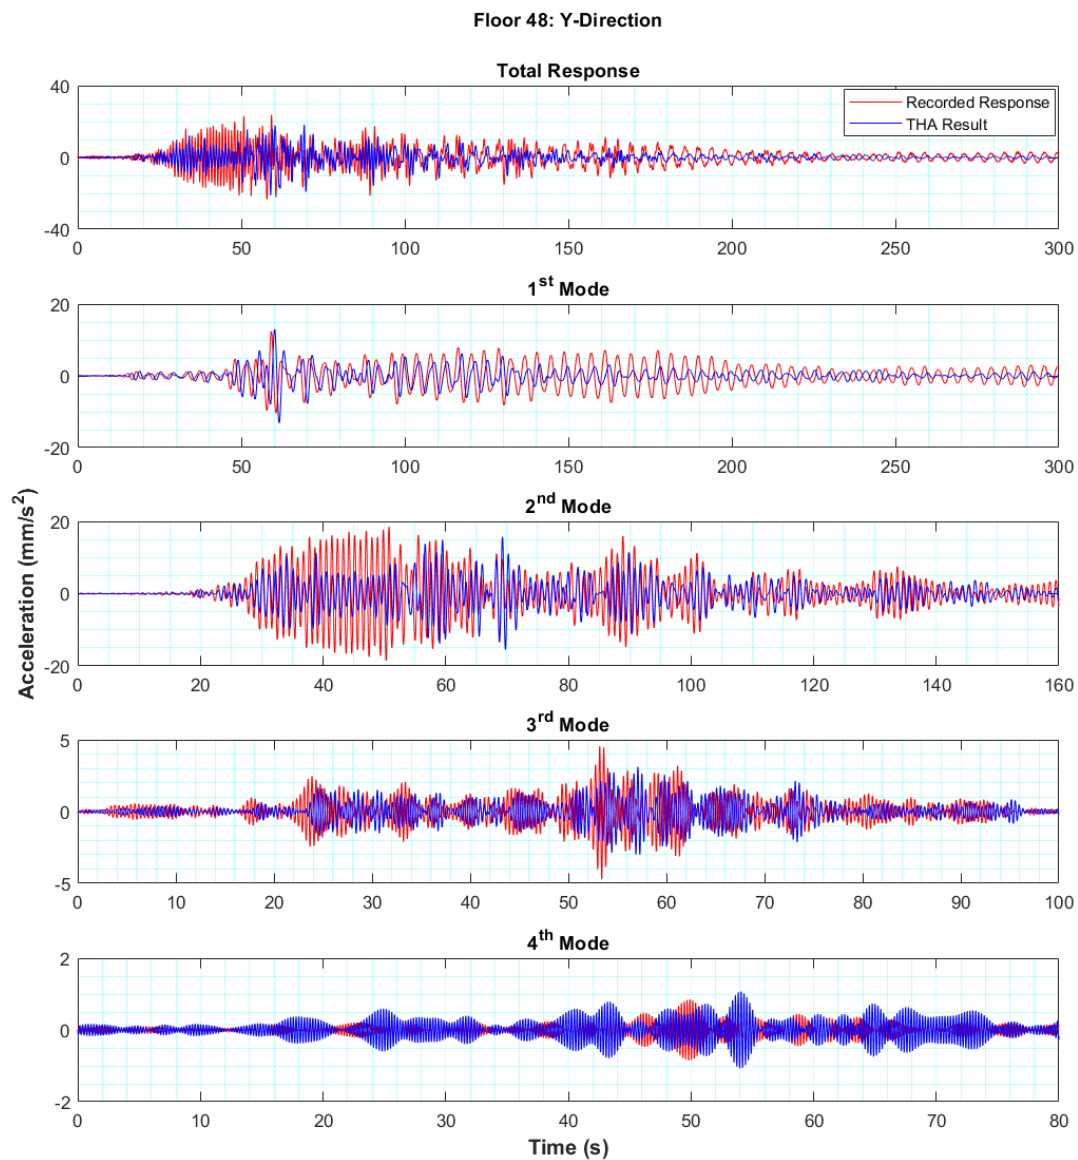 Floor 48: Y-Direction
Total Response
Recorded Response
THA Result
40
0
-40
0 50 100 150 200 250 300
1st Mode
20
0
-20
0 50 100 150 200 250 300
2nd Mode
20
0
-20
0 20 40 60 80 100 120 140 160
3rd Mode
5
0
-5
0 10 20 30 40 50 60 70 80 90 100
4th Mode
2
0
-2
0 10 20 30 40 50 60 70 80
Acceleration (mm/s²)
Time (s)